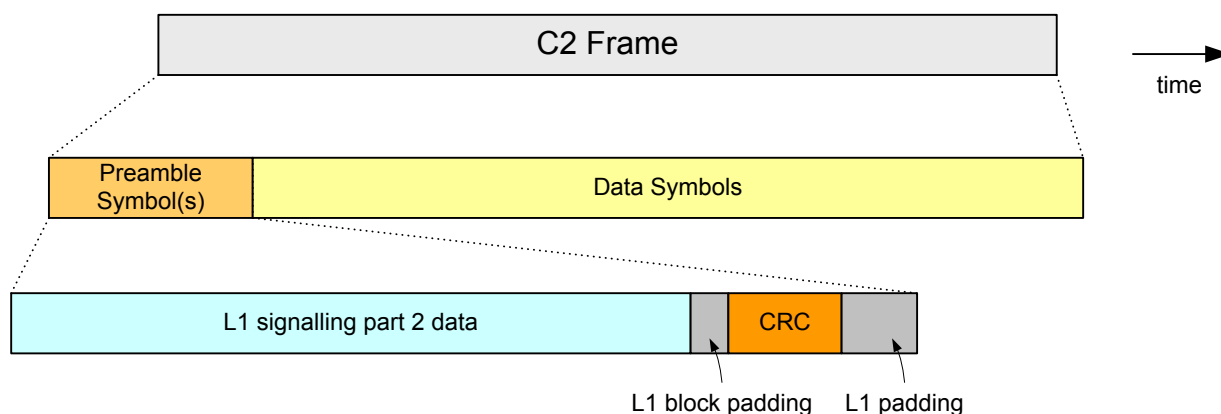 C2 Frame
time
Preamble
Symbol(s)
Data Symbols
L1 signalling part 2 data
CRC
L1 block padding
L1 padding